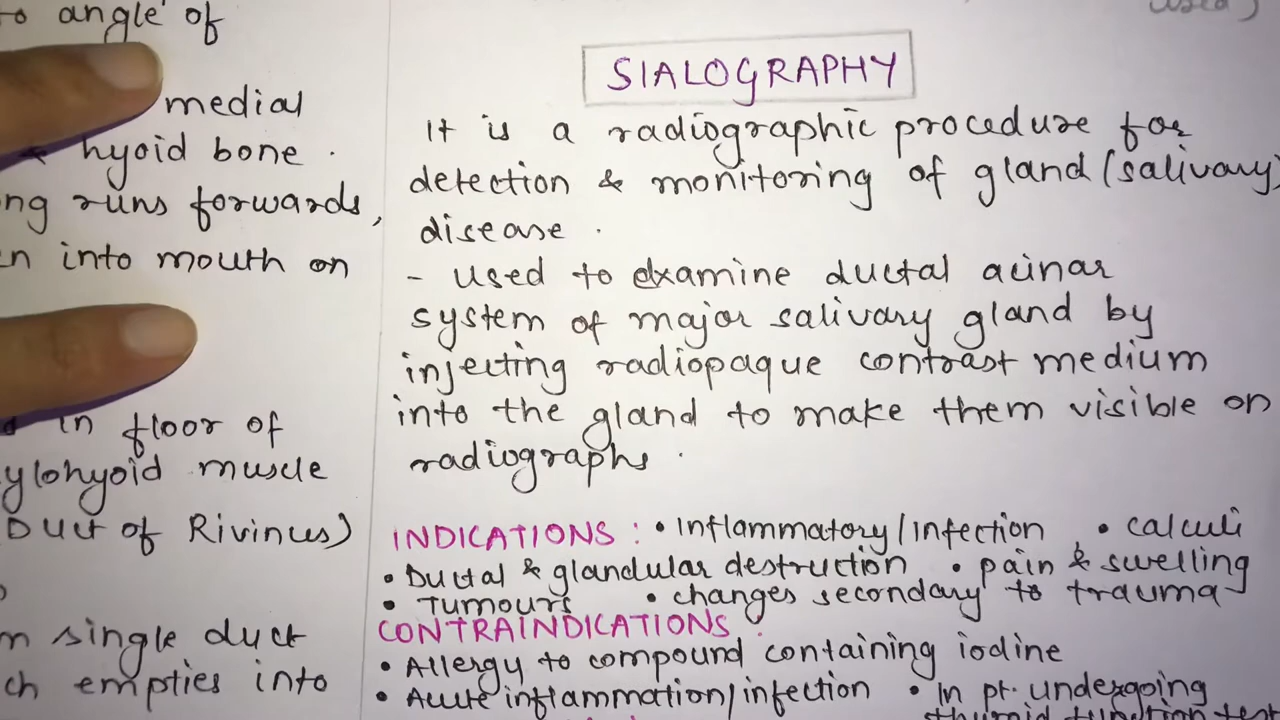 to angle of
medial
hyoid bone.
ng runs forwards,
into mouth on
in floor of
ylohyoid muscle
Duct of Rivinus)
single duct
ch empties into
SIALOGRAPHY
It is a radiographic procedure for
detection & monitoring of gland (salivary)
disease.
- used to examine ductal acinar
system of major salivary gland by
injecting radiopaque contrast medium
into the gland to make them visible on
radiographs.
INDICATIONS: • Inflammatory/infection • calculi
• Ductal & glandular destruction • pain & swelling
• Tumours • changes secondary to trauma
CONTRAINDICATIONS:
• Allergy to compound containing iodine
• Acute inflammation/infection • In pt. undergoing
thyroid function test